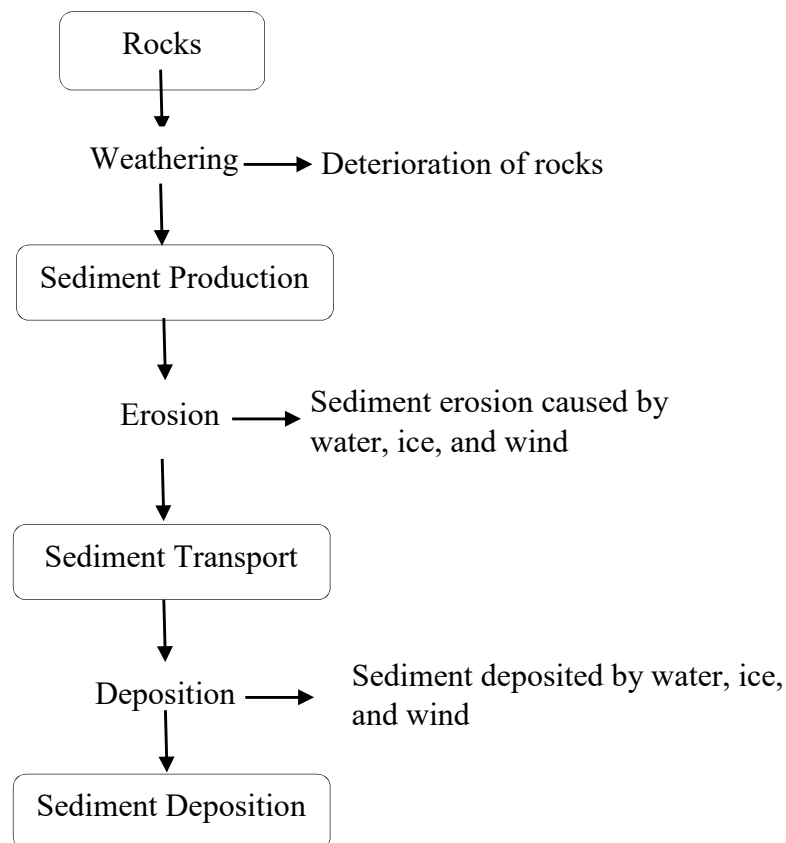 Rocks
Weathering
Deterioration of rocks
Sediment Production
Erosion
Sediment erosion caused by
water, ice, and wind
Sediment Transport
Deposition
Sediment deposited by water, ice,
and wind
Sediment Deposition